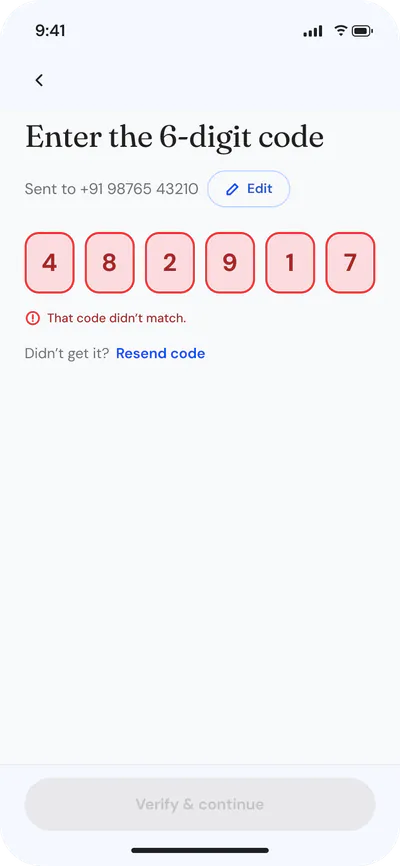 9:41
Enter the 6-digit code
Sent to +91 98765 43210 Edit
4 8 2 9 1 7
That code didn’t match.
Didn’t get it? Resend code
Verify & continue